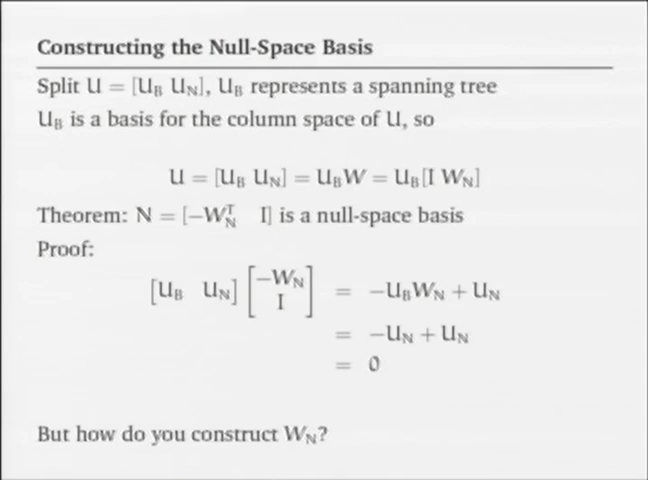 Constructing the Null-Space Basis
Split U = [U_B U_N], U_B represents a spanning tree
U_B is a basis for the column space of U, so
U = [U_B U_N] = U_B W = U_B [I W_N]
Theorem: N = [−W_N^T I] is a null-space basis
Proof:
[U_B U_N] [−W_N I] = −U_B W_N + U_N
= −U_N + U_N
= 0
But how do you construct W_N?